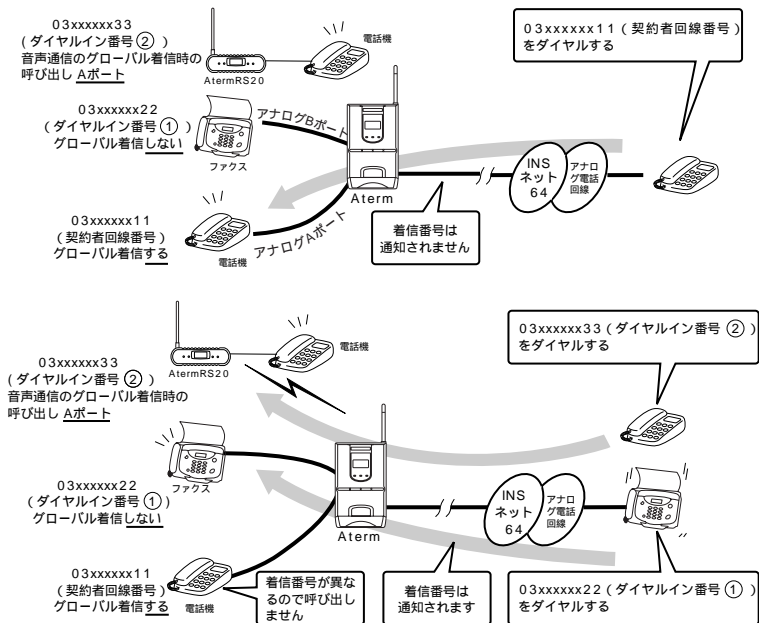 03xxxxxx33
(ダイヤルイン番号②)
音声通信のグローバル着信時の
呼び出し Aポート
AtermRS20
電話機
03xxxxxx11(契約者回線番号)
をダイヤルする
03xxxxxx22
(ダイヤルイン番号①)
グローバル着信しない
ファクス
アナログBポート
Aterm
INS
ネット
64
アナロ
グ電話
回線
03xxxxxx11
(契約者回線番号)
グローバル着信する
電話機
アナログAポート
着信番号は
通知されません
03xxxxxx33
(ダイヤルイン番号②)
音声通信のグローバル着信時の
呼び出し Aポート
AtermRS20
電話機
03xxxxxx33(ダイヤルイン番号②)
をダイヤルする
03xxxxxx22
(ダイヤルイン番号①)
グローバル着信しない
ファクス
Aterm
INS
ネット
64
アナロ
グ電話
回線
03xxxxxx11
(契約者回線番号)
グローバル着信する
電話機
着信番号が異な
るので呼び出し
ません
着信番号は
通知されます
03xxxxxx22(ダイヤルイン番号①)
をダイヤルする